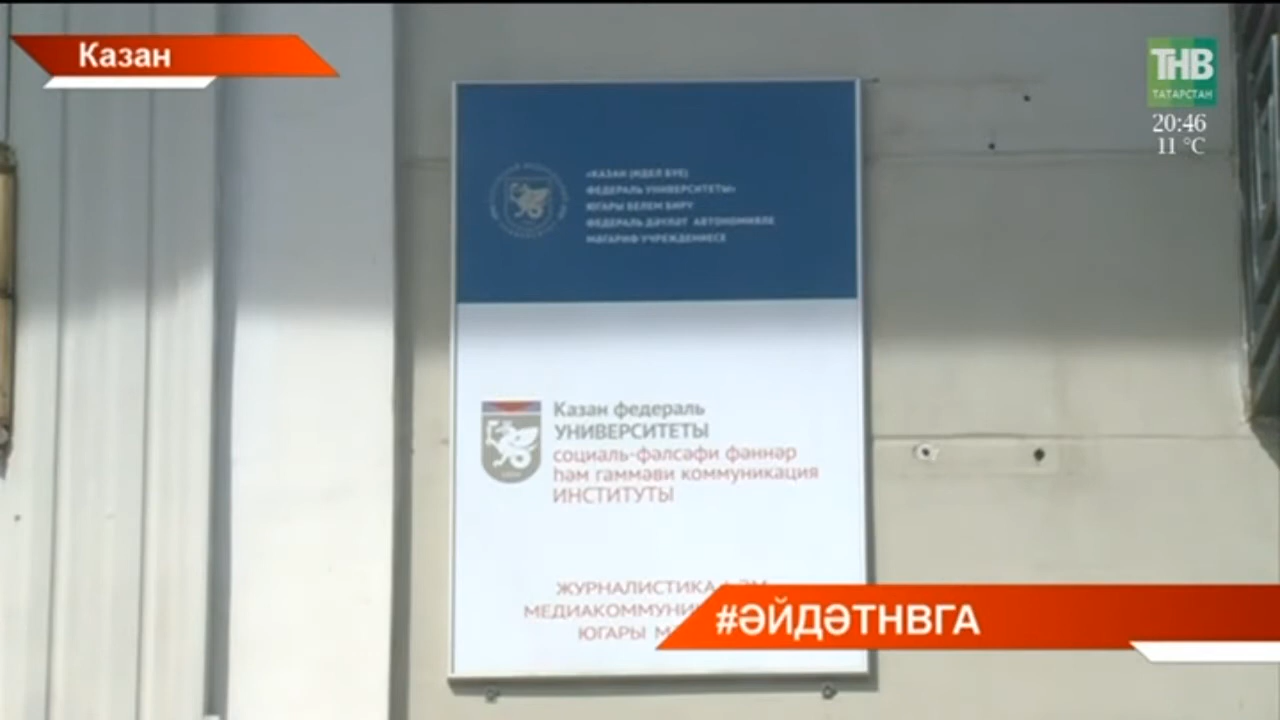 Казан
ТНВ
ТАТАРСТАН
20:46
11 °C
«КАЗАН (ИДЕЛ БУЕ)
ФЕДЕРАЛЬ УНИВЕРСИТЕТЫ»
ЮГАРЫ БЕЛЕМ БИРҮ
ФЕДЕРАЛЬ ДӘҮЛӘТ АВТОНОМИЯЛЕ
МӘГАРИФ УЧРЕЖДЕНИЕСЕ
Казан федераль
УНИВЕРСИТЕТЫ
социаль-фәлсәфи фәннәр
һәм гаммәви коммуникация
ИНСТИТУТЫ
ЖУРНАЛИСТИКА
ЮГАРЫ
#ӘЙДӘТНВГА